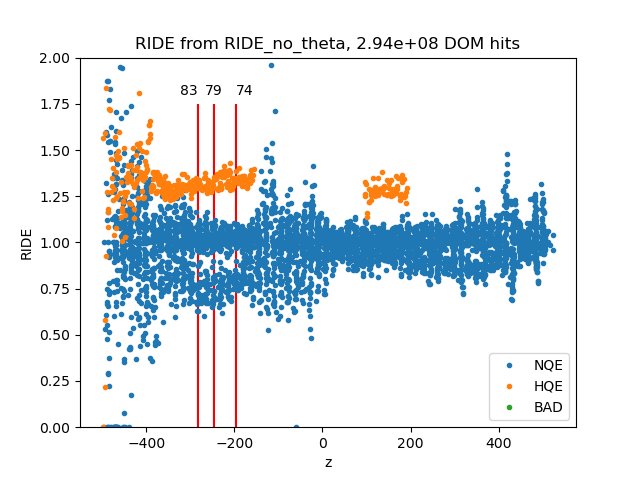 RIDE from RIDE_no_theta, 2.94e+08 DOM hits
2.00
1.75
1.50
1.25
1.00
0.75
0.50
0.25
0.00
RIDE
83 79 74
NQE
HQE
BAD
−400 −200 0 200 400
z